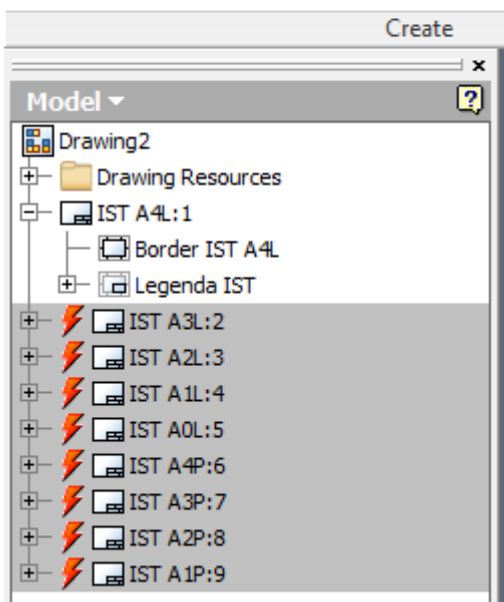 Create
Model
Drawing2
Drawing Resources
IST A4L:1
Border IST A4L
Legenda IST
IST A3L:2
IST A2L:3
IST A1L:4
IST A0L:5
IST A4P:6
IST A3P:7
IST A2P:8
IST A1P:9